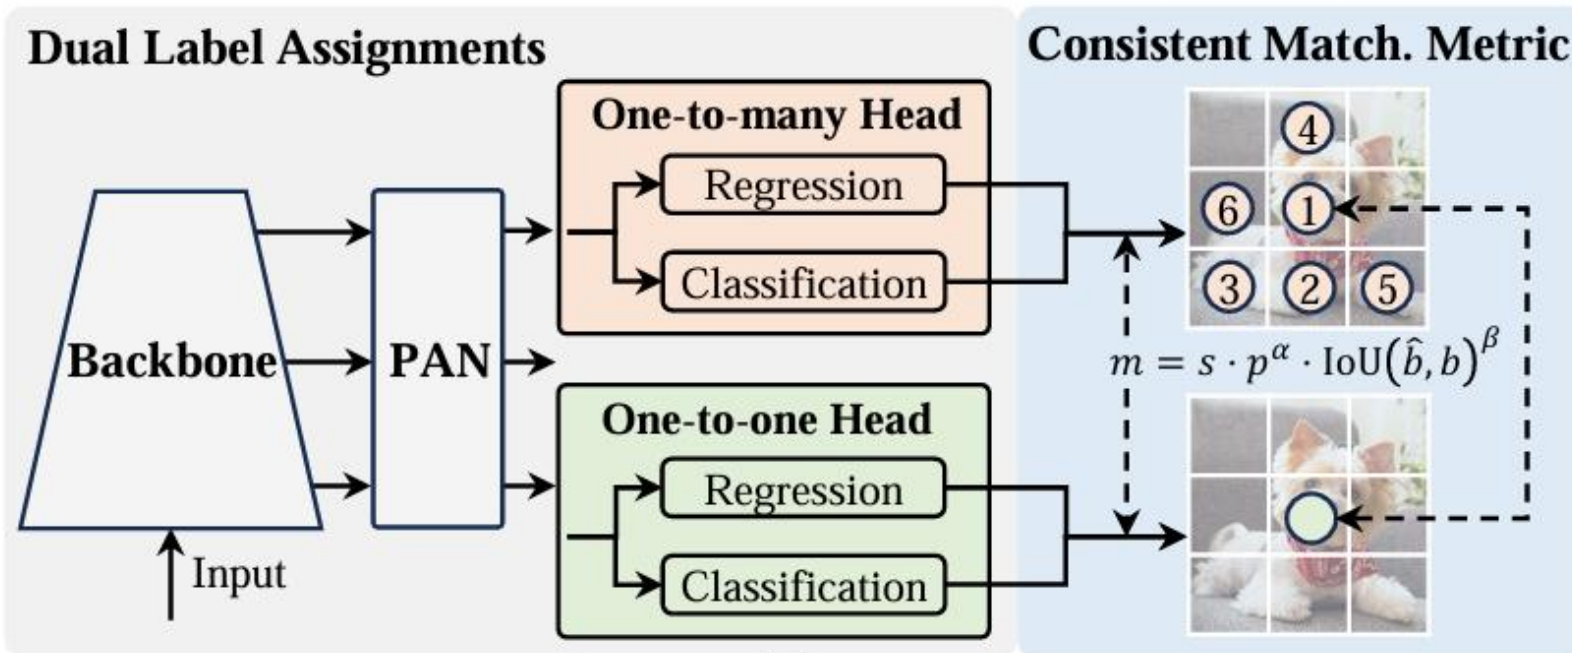 Dual Label Assignments
Consistent Match. Metric
One-to-many Head
Regression
Classification
Backbone
PAN
Input
One-to-one Head
Regression
Classification
4
6 1
3 2 5
m = s · p^α · IoU(b̂, b)^β